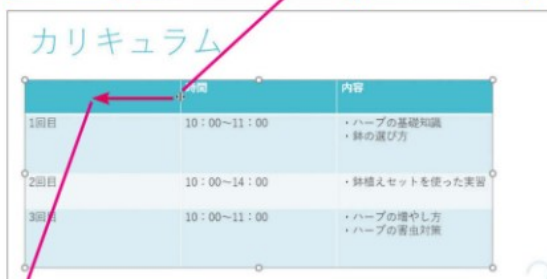 カリキュラム
時間 内容
1回目 10：00〜11：00 ・ハーブの基礎知識
・鉢の選び方
2回目 10：00〜14：00 ・鉢植えセットを使った実習
3回目 10：00〜11：00 ・ハーブの増やし方
・ハーブの害虫対策